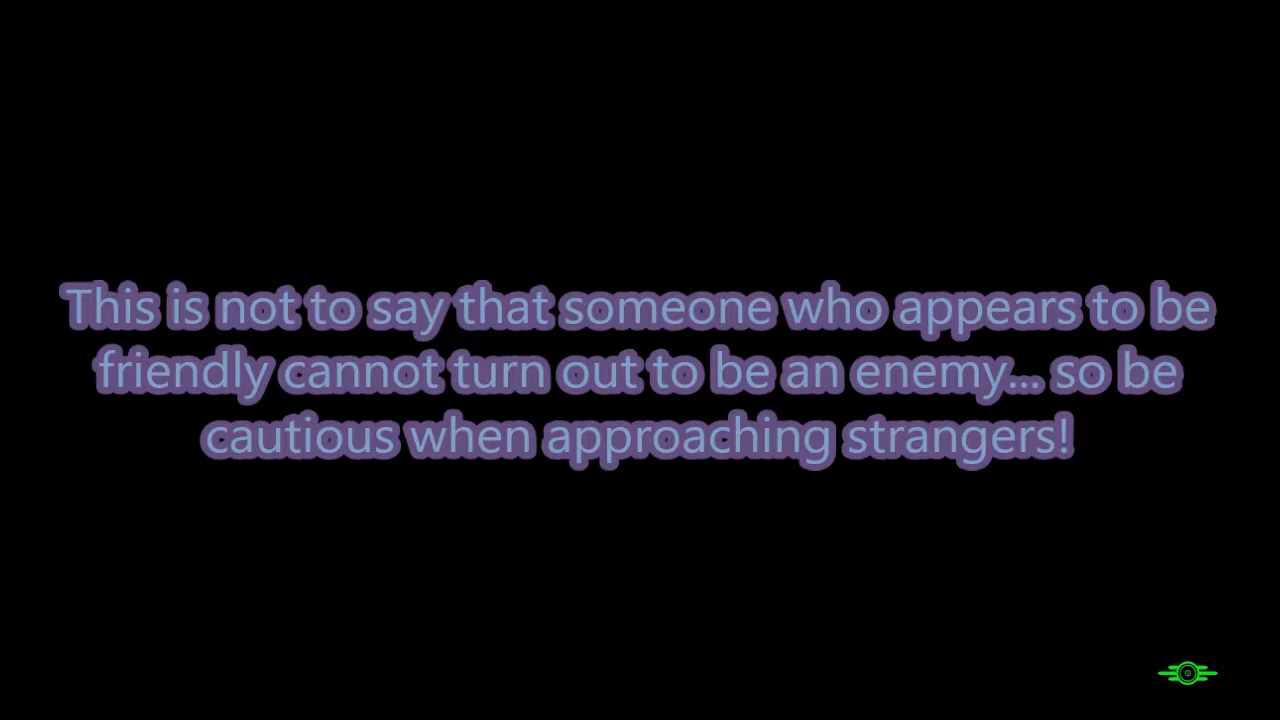 This is not to say that someone who appears to be
friendly cannot turn out to be an enemy... so be
cautious when approaching strangers!